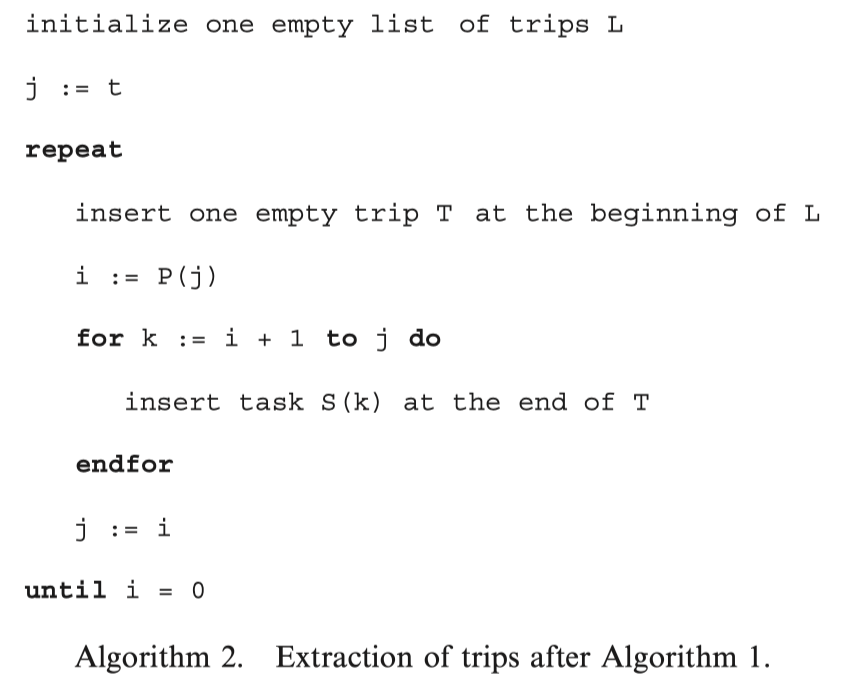 initialize one empty list of trips L
j := t
repeat
insert one empty trip T at the beginning of L
i := P(j)
for k := i + 1 to j do
insert task S(k) at the end of T
endfor
j := i
until i = 0
Algorithm 2. Extraction of trips after Algorithm 1.